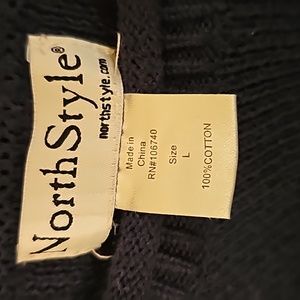 NorthStyle®
northstyle.com
Made in
China
RN#106740
Size
L
100%COTTON